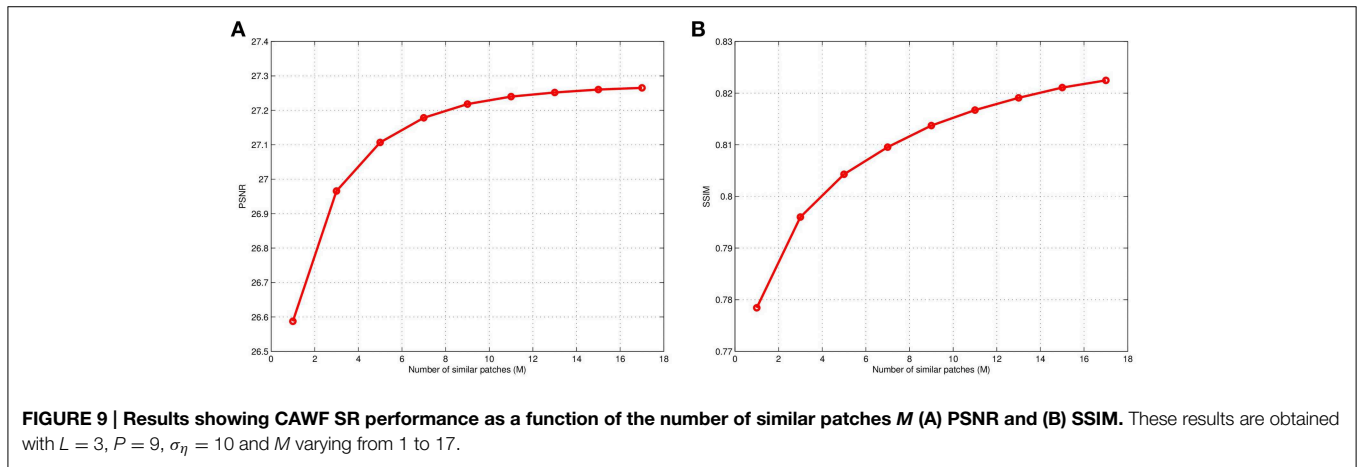 A
27.4
27.3
27.2
27.1
27
26.9
26.8
26.7
26.6
26.5
PSNR
0 2 4 6 8 10 12 14 16 18
Number of similar patches (M)
B
0.83
0.82
0.81
0.8
0.79
0.78
0.77
SSIM
0 2 4 6 8 10 12 14 16 18
Number of similar patches (M)
FIGURE 9 | Results showing CAWF SR performance as a function of the number of similar patches M (A) PSNR and (B) SSIM. These results are obtained
with L = 3, P = 9, ση = 10 and M varying from 1 to 17.